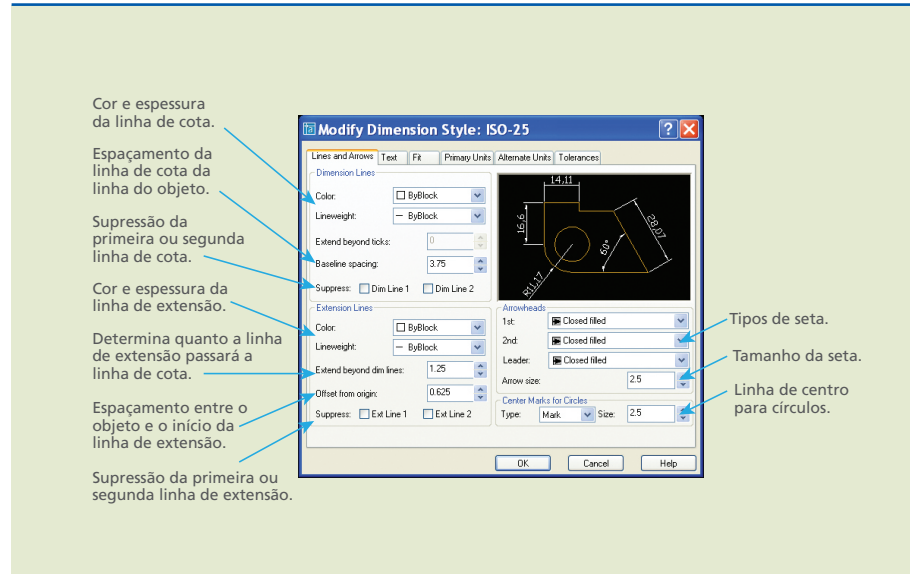 Cor e espessura
da linha de cota.
Espaçamento da
linha de cota da
linha do objeto.
Supressão da
primeira ou segunda
linha de cota.
Cor e espessura da
linha de extensão.
Determina quanto a linha
de extensão passará a
linha de cota.
Espaçamento entre o
objeto e o início da
linha de extensão.
Supressão da primeira ou
segunda linha de extensão.
Modify Dimension Style: ISO-25
Lines and Arrows Text Fit Primary Units Alternate Units Tolerances
Dimension Lines
Color: ByBlock
Lineweight: ByBlock
Extend beyond ticks: 0
Baseline spacing: 3.75
Suppress: Dim Line 1 Dim Line 2
Extension Lines
Color: ByBlock
Lineweight: ByBlock
Extend beyond dim lines: 1.25
Offset from origin: 0.625
Suppress: Ext Line 1 Ext Line 2
14,11
16,6
28,07
60°
R11,17
Arrowheads
1st: Closed filled
2nd: Closed filled
Leader: Closed filled
Arrow size: 2.5
Center Marks for Circles
Type: Mark Size: 2.5
OK Cancel Help
Tipos de seta.
Tamanho da seta.
Linha de centro
para círculos.